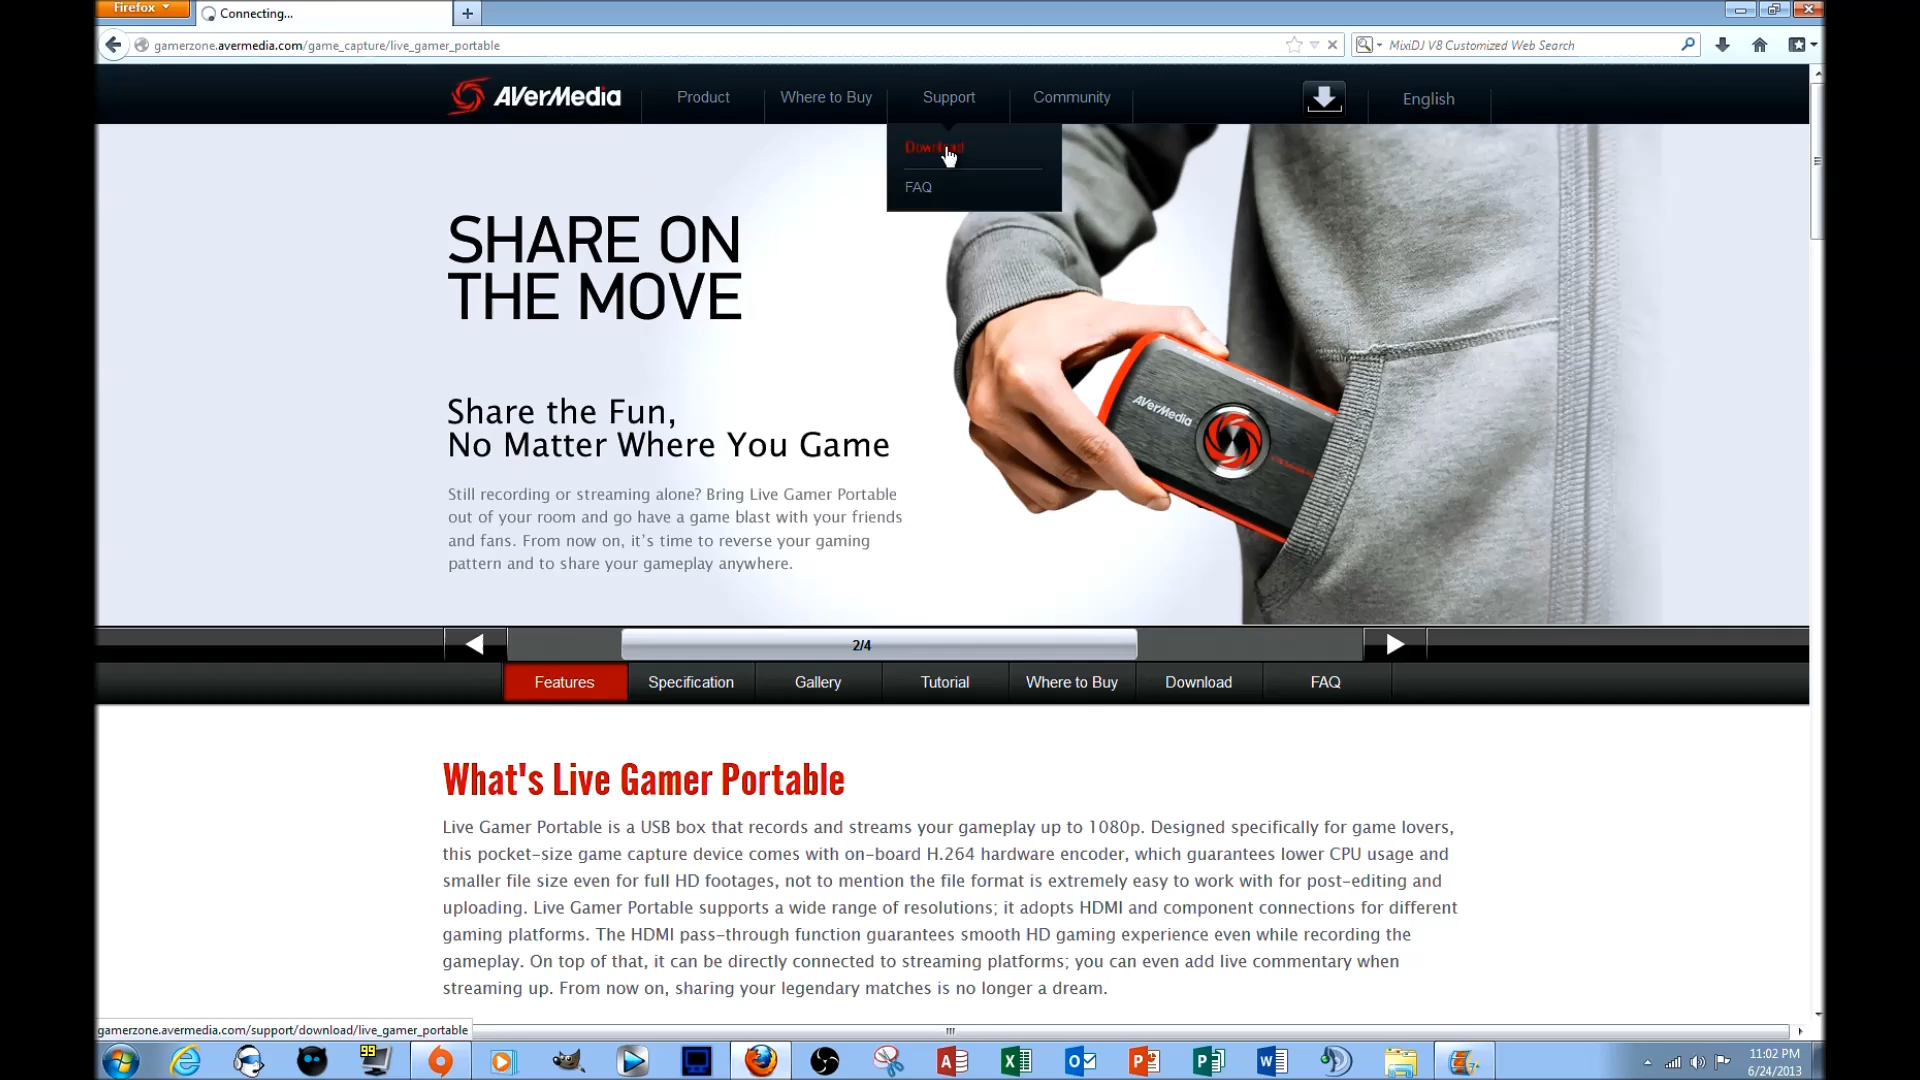 Firefox
Connecting...
gamerzone.avermedia.com/game_capture/live_gamer_portable
MixiDJ V8 Customized Web Search
AVerMedia
Product
Where to Buy
Support
Community
English
Download
FAQ
SHARE ON
THE MOVE
Share the Fun,
No Matter Where You Game
Still recording or streaming alone? Bring Live Gamer Portable
out of your room and go have a game blast with your friends
and fans. From now on, it's time to reverse your gaming
pattern and to share your gameplay anywhere.
AVerMedia
2/4
Features
Specification
Gallery
Tutorial
Where to Buy
Download
FAQ
What's Live Gamer Portable
Live Gamer Portable is a USB box that records and streams your gameplay up to 1080p. Designed specifically for game lovers,
this pocket-size game capture device comes with on-board H.264 hardware encoder, which guarantees lower CPU usage and
smaller file size even for full HD footages, not to mention the file format is extremely easy to work with for post-editing and
uploading. Live Gamer Portable supports a wide range of resolutions; it adopts HDMI and component connections for different
gaming platforms. The HDMI pass-through function guarantees smooth HD gaming experience even while recording the
gameplay. On top of that, it can be directly connected to streaming platforms; you can even add live commentary when
streaming up. From now on, sharing your legendary matches is no longer a dream.
gamerzone.avermedia.com/support/download/live_gamer_portable
99
11:02 PM
6/24/2013